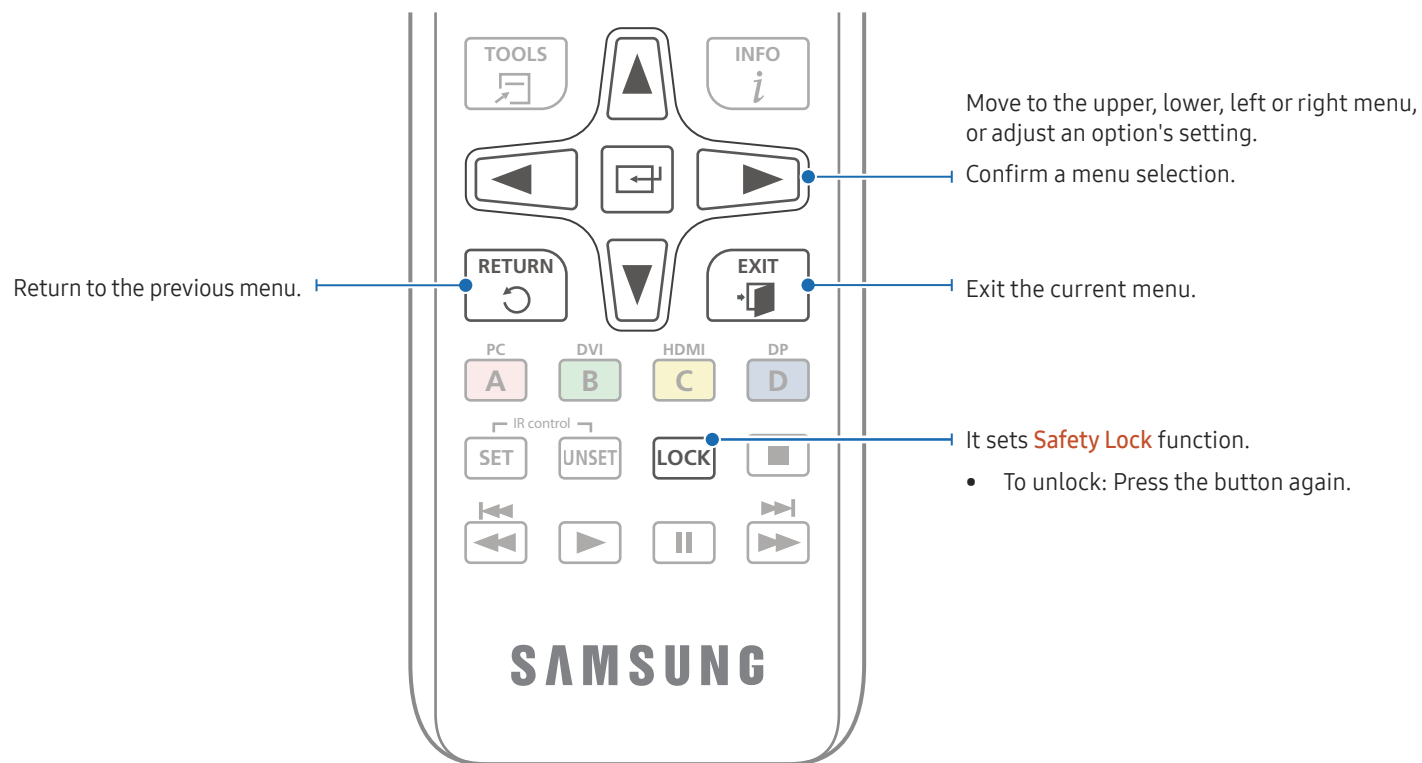 TOOLS
INFO
i
Move to the upper, lower, left or right menu,
or adjust an option's setting.
Confirm a menu selection.
RETURN
EXIT
Return to the previous menu.
Exit the current menu.
PC DVI HDMI DP
A B C D
IR control
SET UNSET LOCK
It sets Safety Lock function.
• To unlock: Press the button again.
SAMSUNG